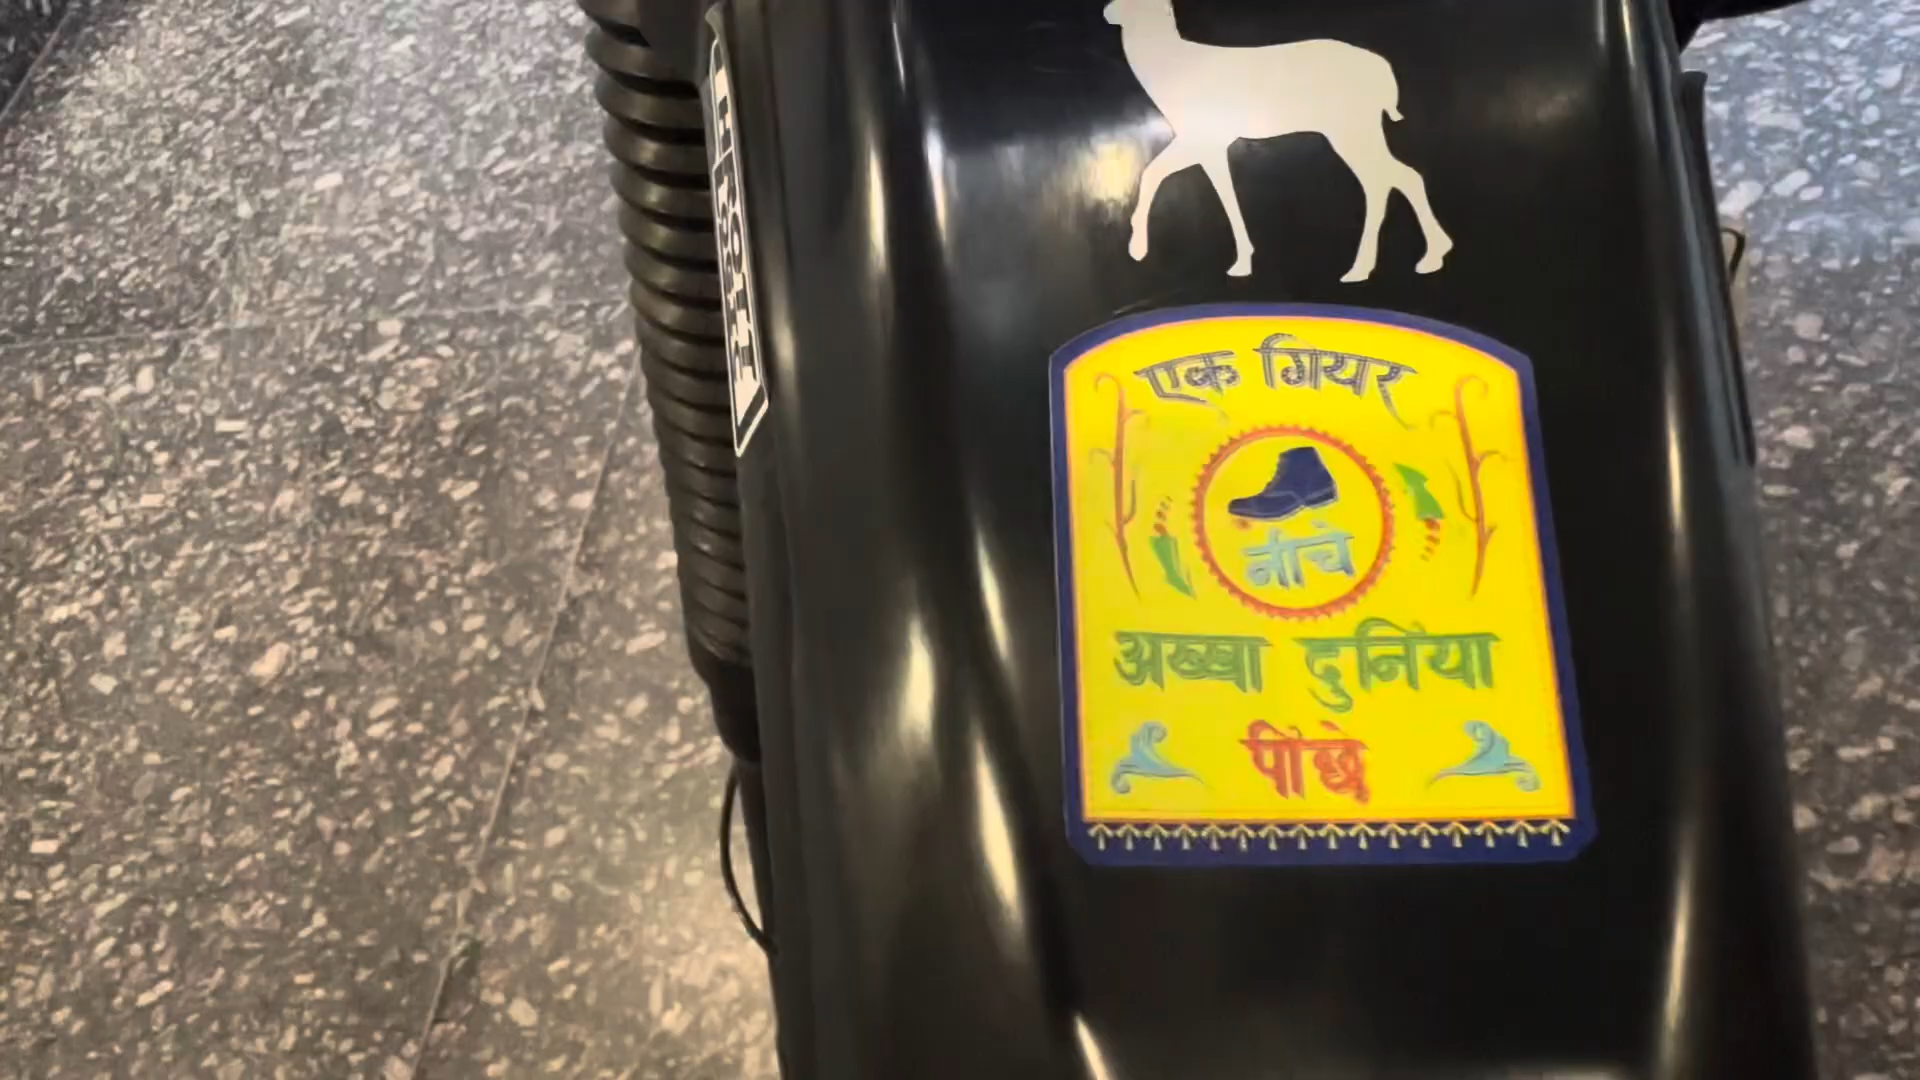 एक गियर
नीचे
अख्खा दुनिया
पीछे